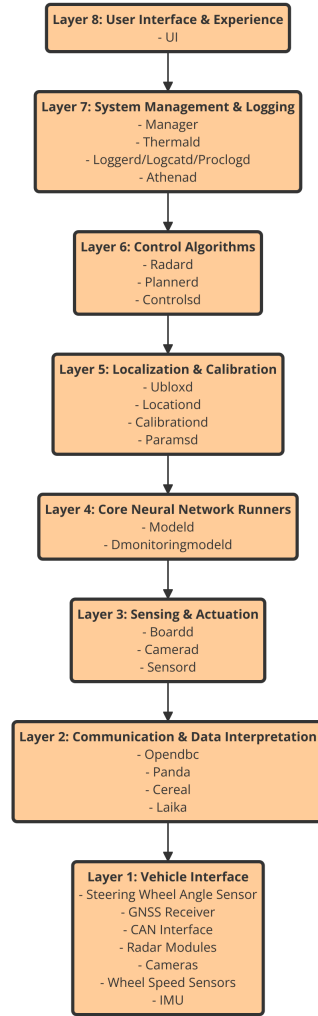 Layer 8: User Interface & Experience
- UI
Layer 7: System Management & Logging
- Manager
- Thermald
- Loggerd/Logcatd/Proclogd
- Athenad
Layer 6: Control Algorithms
- Radard
- Plannerd
- Controlsd
Layer 5: Localization & Calibration
- Ubloxd
- Locationd
- Calibrationd
- Paramsd
Layer 4: Core Neural Network Runners
- Modeld
- Dmonitoringmodeld
Layer 3: Sensing & Actuation
- Boardd
- Camerad
- Sensord
Layer 2: Communication & Data Interpretation
- Opendbc
- Panda
- Cereal
- Laika
Layer 1: Vehicle Interface
- Steering Wheel Angle Sensor
- GNSS Receiver
- CAN Interface
- Radar Modules
- Cameras
- Wheel Speed Sensors
- IMU